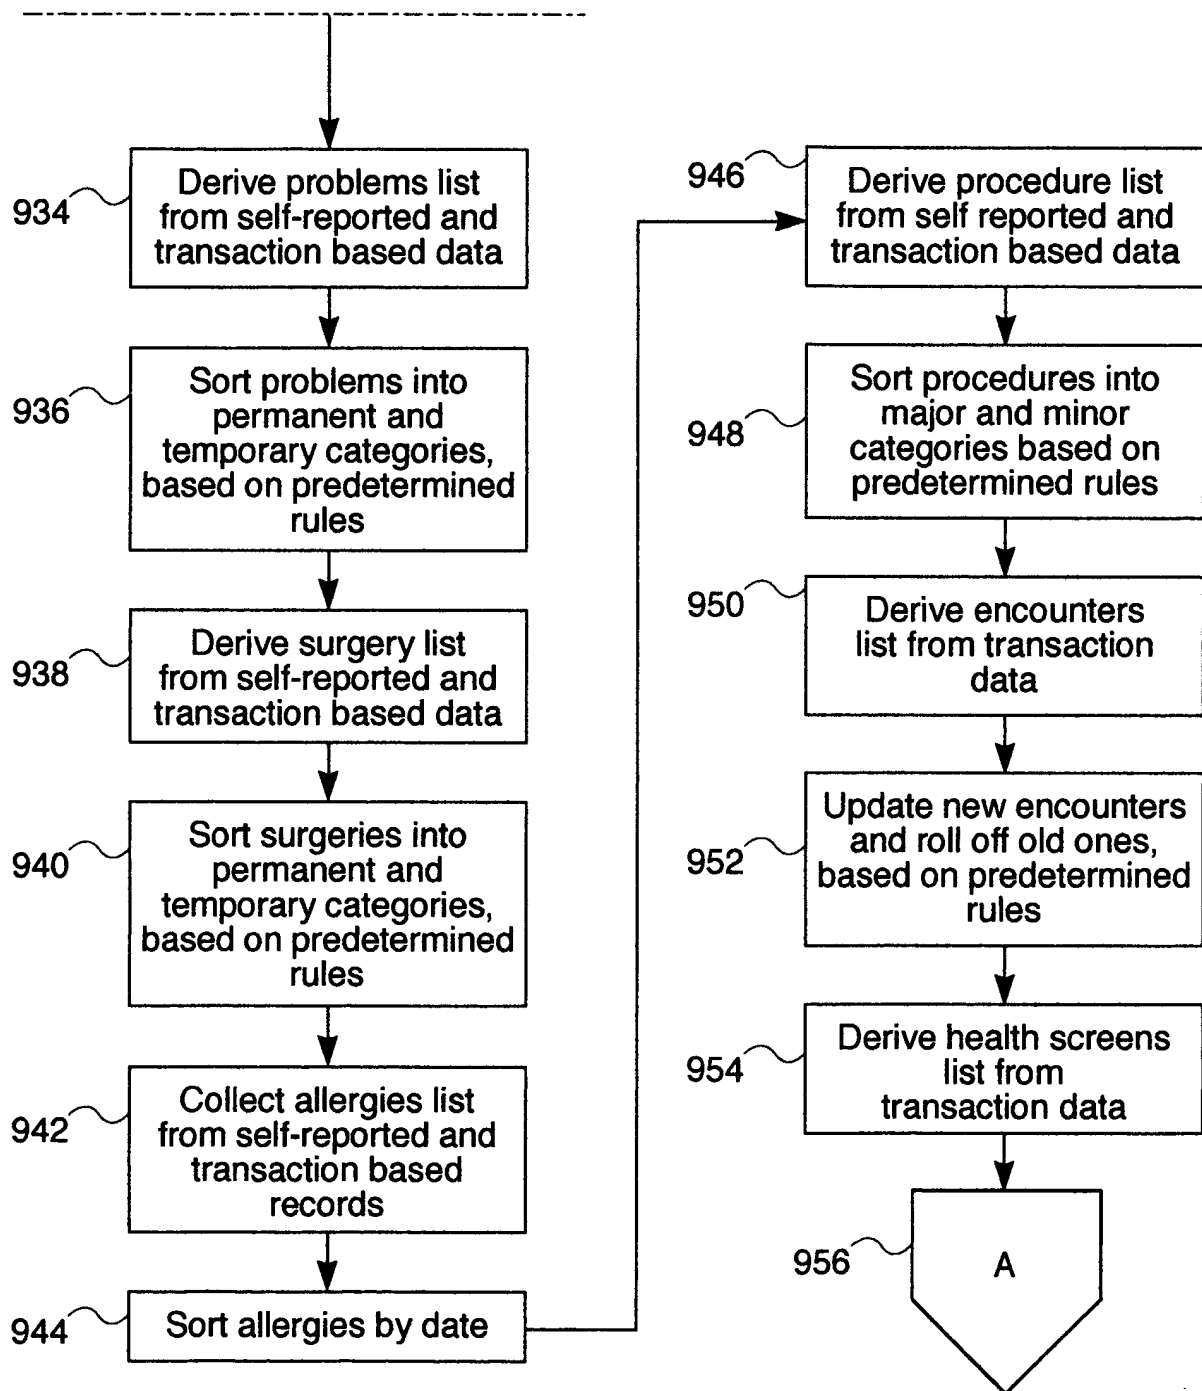 934
Derive problems list
from self-reported and
transaction based data
936
Sort problems into
permanent and
temporary categories,
based on predetermined
rules
938
Derive surgery list
from self-reported and
transaction based data
940
Sort surgeries into
permanent and
temporary categories,
based on predetermined
rules
942
Collect allergies list
from self-reported and
transaction based
records
944
Sort allergies by date
946
Derive procedure list
from self reported and
transaction based data
948
Sort procedures into
major and minor
categories based on
predetermined rules
950
Derive encounters
list from transaction
data
952
Update new encounters
and roll off old ones,
based on predetermined
rules
954
Derive health screens
list from
transaction data
956
A